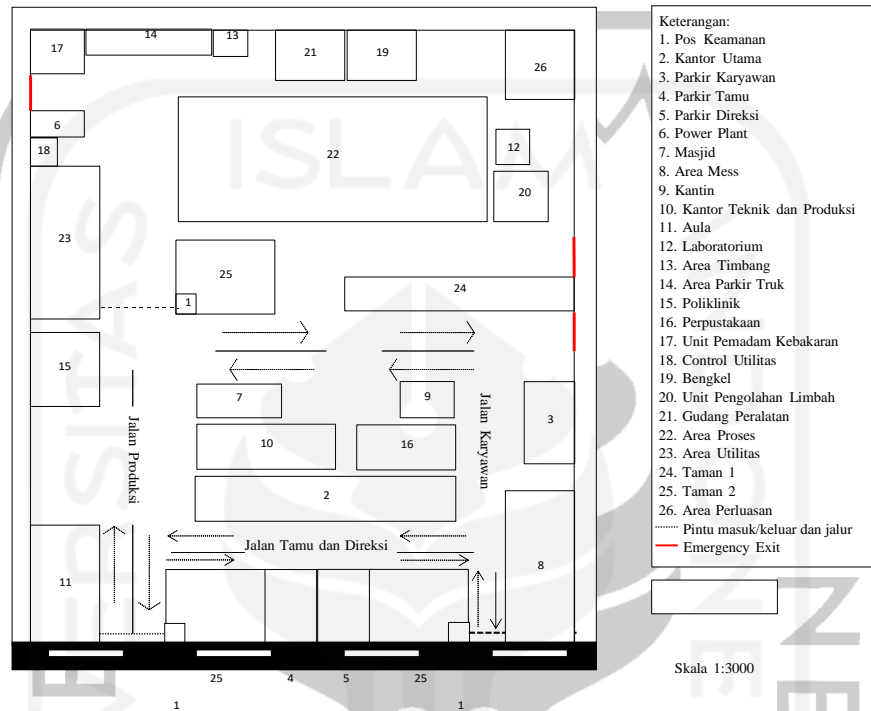 17
14
13
21
19
26
6
18
22
12
20
23
25
1
24
15
7
9
3
Jalan Produksi
10
16
Jalan Karyawan
2
Jalan Tamu dan Direksi
11
8
25
4
5
25
1
1
Keterangan:
1. Pos Keamanan
2. Kantor Utama
3. Parkir Karyawan
4. Parkir Tamu
5. Parkir Direksi
6. Power Plant
7. Masjid
8. Area Mess
9. Kantin
10. Kantor Teknik dan Produksi
11. Aula
12. Laboratorium
13. Area Timbang
14. Area Parkir Truk
15. Poliklinik
16. Perpustakaan
17. Unit Pemadam Kebakaran
18. Control Utilitas
19. Bengkel
20. Unit Pengolahan Limbah
21. Gudang Peralatan
22. Area Proses
23. Area Utilitas
24. Taman 1
25. Taman 2
26. Area Perluasan
Pintu masuk/keluar dan jalur
Emergency Exit
Skala 1:3000
ISLAM